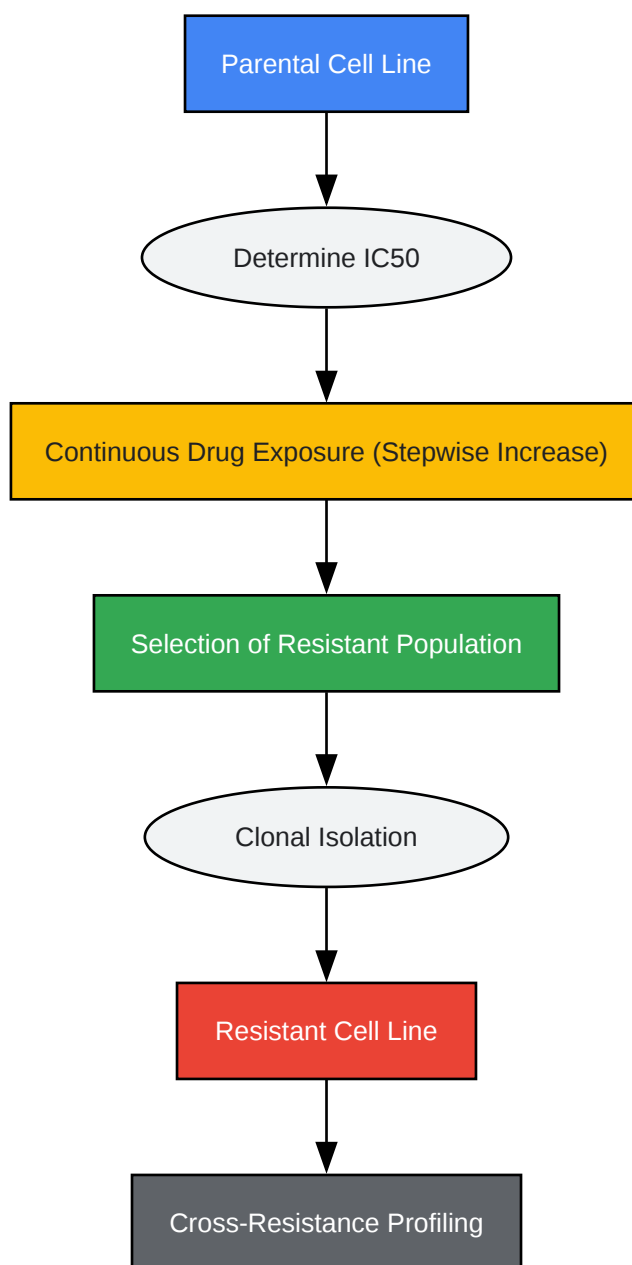 Parental Cell Line
Determine IC50
Continuous Drug Exposure (Stepwise Increase)
Selection of Resistant Population
Clonal Isolation
Resistant Cell Line
Cross-Resistance Profiling